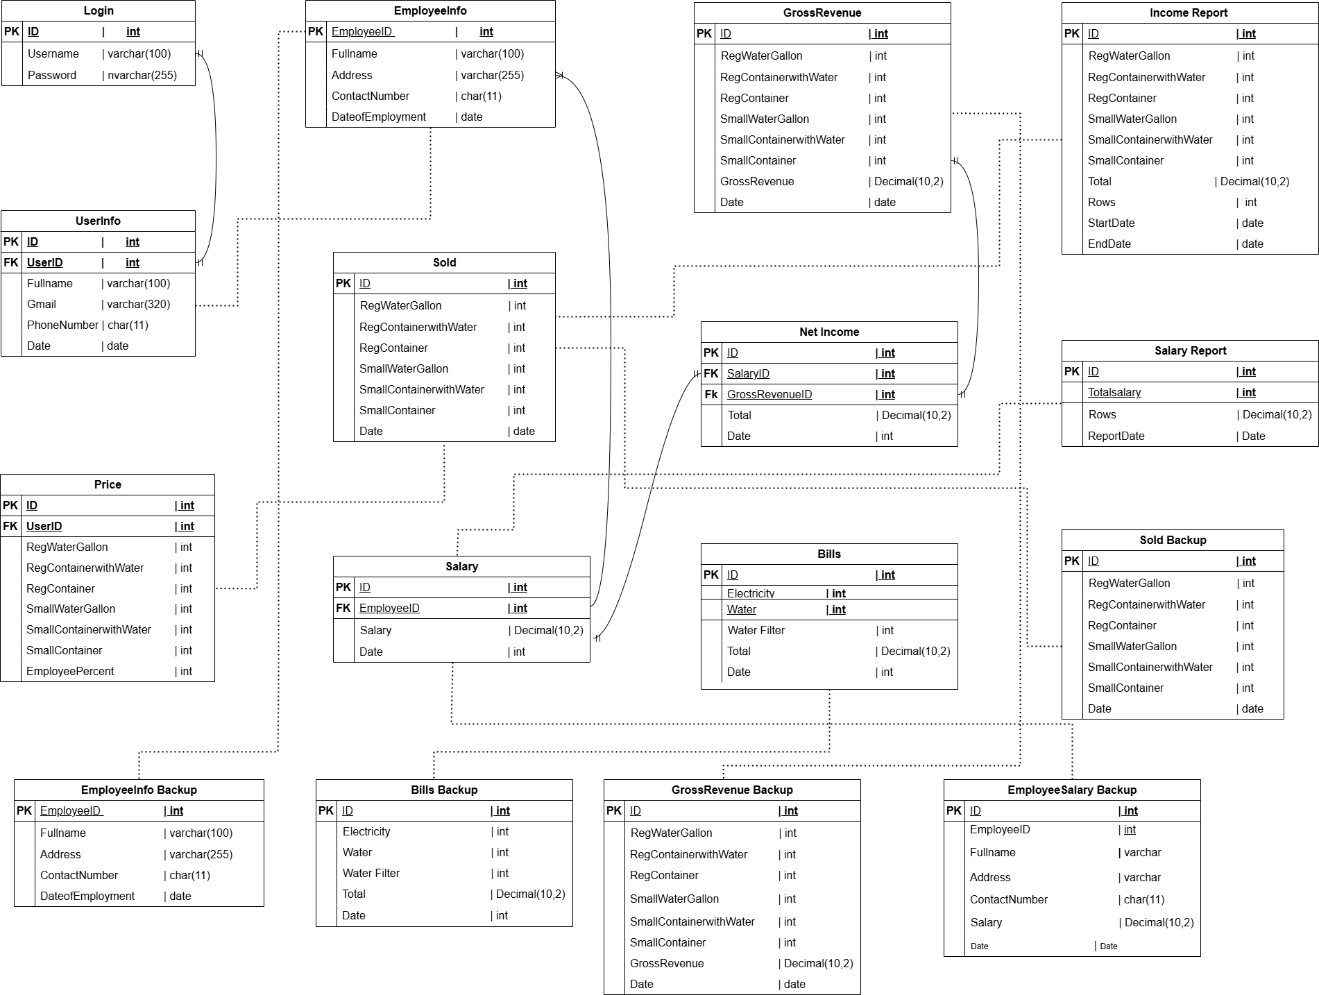 Login
PK ID | int
Username | varchar(100)
Password | nvarchar(255)
EmployeeInfo
PK EmployeeID | int
Fullname | varchar(100)
Address | varchar(255)
ContactNumber | char(11)
DateofEmployment | date
GrossRevenue
PK ID | int
RegWaterGallon | int
RegContainerwithWater | int
RegContainer | int
SmallWaterGallon | int
SmallContainerwithWater | int
SmallContainer | int
GrossRevenue | Decimal(10,2)
Date | date
Income Report
PK ID | int
RegWaterGallon | int
RegContainerwithWater | int
RegContainer | int
SmallWaterGallon | int
SmallContainerwithWater | int
SmallContainer | int
Total | Decimal(10,2)
Rows | int
StartDate | date
EndDate | date
UserInfo
PK ID | int
FK UserID | int
Fullname | varchar(100)
Gmail | varchar(320)
PhoneNumber | char(11)
Date | date
Sold
PK ID | int
RegWaterGallon | int
RegContainerwithWater | int
RegContainer | int
SmallWaterGallon | int
SmallContainerwithWater | int
SmallContainer | int
Date | date
Net Income
PK ID | int
FK SalaryID | int
Fk GrossRevenueID | int
Total | Decimal(10,2)
Date | int
Salary Report
PK ID | int
Totalsalary | int
Rows | Decimal(10,2)
ReportDate | Date
Price
PK ID | int
FK UserID | int
RegWaterGallon | int
RegContainerwithWater | int
RegContainer | int
SmallWaterGallon | int
SmallContainerwithWater | int
SmallContainer | int
EmployeePercent | int
Salary
PK ID | int
FK EmployeeID | int
Salary | Decimal(10,2)
Date | int
Bills
PK ID | int
Electricity | int
Water | int
Water Filter | int
Total | Decimal(10,2)
Date | int
Sold Backup
PK ID | int
RegWaterGallon | int
RegContainerwithWater | int
RegContainer | int
SmallWaterGallon | int
SmallContainerwithWater | int
SmallContainer | int
Date | date
EmployeeInfo Backup
PK EmployeeID | int
Fullname | varchar(100)
Address | varchar(255)
ContactNumber | char(11)
DateofEmployment | date
Bills Backup
PK ID | int
Electricity | int
Water | int
Water Filter | int
Total | Decimal(10,2)
Date | int
GrossRevenue Backup
PK ID | int
RegWaterGallon | int
RegContainerwithWater | int
RegContainer | int
SmallWaterGallon | int
SmallContainerwithWater | int
SmallContainer | int
GrossRevenue | Decimal(10,2)
Date | date
EmployeeSalary Backup
PK ID | int
EmployeeID | int
Fullname | varchar
Address | varchar
ContactNumber | char(11)
Salary | Decimal(10,2)
Date | Date